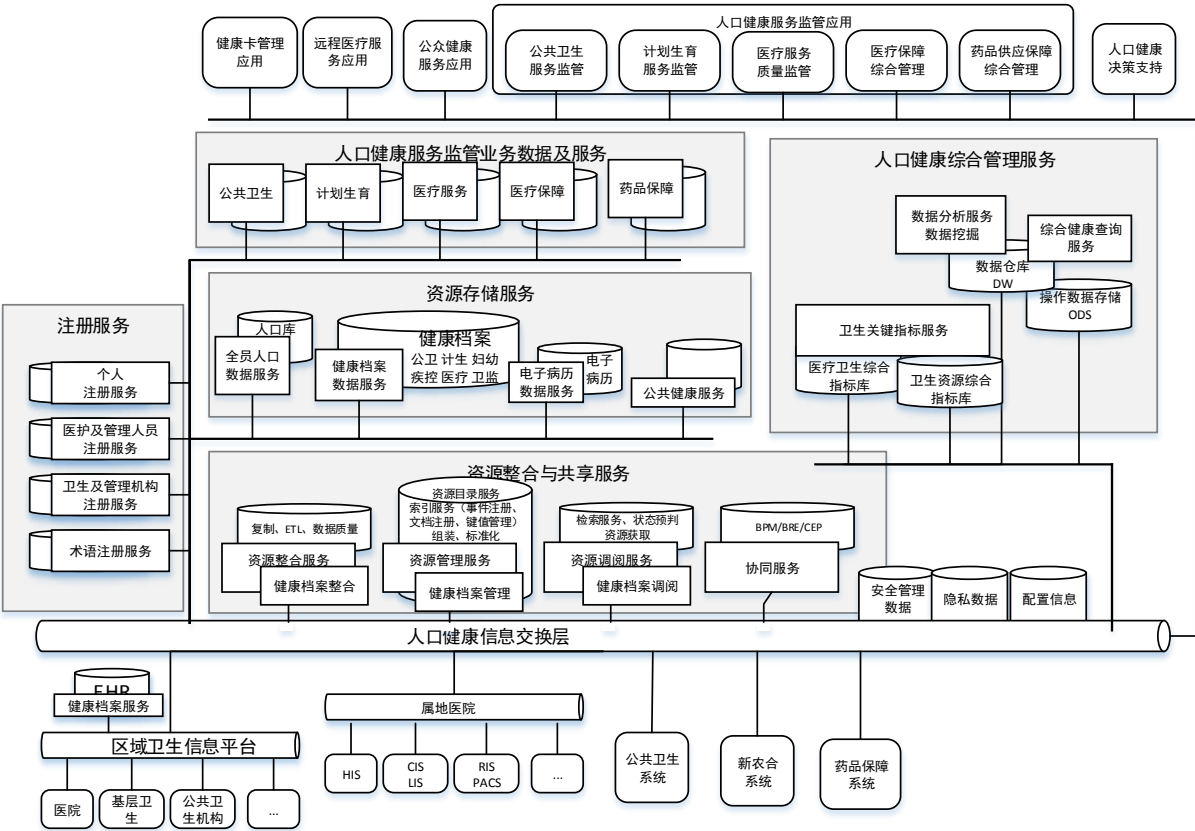 人口健康服务监管应用
健康卡管理
应用
远程医疗服
务应用
公众健康
服务应用
公共卫生
服务监管
计划生育
服务监管
医疗服务
质量监管
医疗保障
综合管理
药品供应保障
综合管理
人口健康
决策支持
人口健康服务监管业务数据及服务
公共卫生
计划生育
医疗服务
医疗保障
药品保障
人口健康综合管理服务
数据分析服务
数据挖掘
综合健康查询
服务
数据仓库
DW
操作数据存储
ODS
卫生关键指标服务
医疗卫生综合
指标库
卫生资源综合
指标库
资源存储服务
人口库
全员人口
数据服务
健康档案
公卫 计生 妇幼
疾控 医疗 卫监
健康档案
数据服务
电子
病历
电子病历
数据服务
公共健康服务
注册服务
个人
注册服务
医护及管理人员
注册服务
卫生及管理机构
注册服务
术语注册服务
资源整合与共享服务
复制、ETL、数据质量
资源整合服务
健康档案整合
资源目录服务
索引服务（事件注册、
文档注册、键值管理）
组装、标准化
资源管理服务
健康档案管理
检索服务、状态预判
资源获取
资源调阅服务
健康档案调阅
BPM/BRE/CEP
协同服务
安全管理
数据
隐私数据
配置信息
人口健康信息交换层
EHR
健康档案服务
区域卫生信息平台
医院
基层卫
生
公共卫
生机构
...
属地医院
HIS
CIS
LIS
RIS
PACS
...
公共卫生
系统
新农合
系统
药品保障
系统